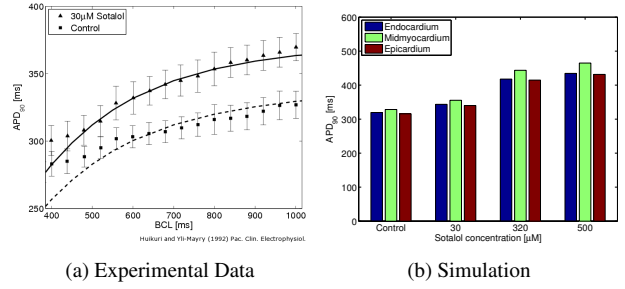 (a)
30μM Sotalol
Control
APD90 [ms]
400
350
300
250
400
500
600
700
800
900
1000
BCL [ms]
Huikuri and Yli-Mayry (1992) Pac. Clin. Electrophysiol.
(a) Experimental Data
(b)
Endocardium
Midmyocardium
Epicardium
APD90 [ms]
600
500
400
300
200
100
0
Control
30
320
500
Sotalol concentration [μM]
(b) Simulation